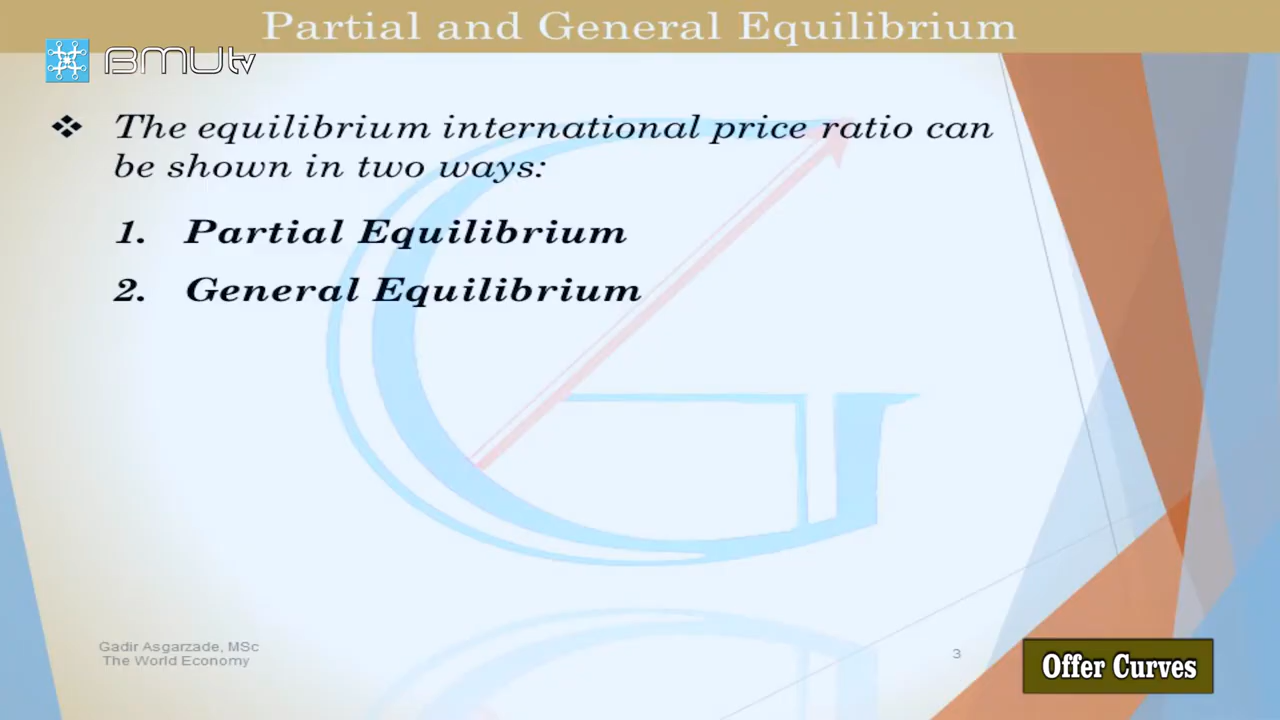 Partial and General Equilibrium
BMUtv
❖ The equilibrium international price ratio can
be shown in two ways:
1. Partial Equilibrium
2. General Equilibrium
Gadir Asgarzade, MSc
The World Economy
3
Offer Curves